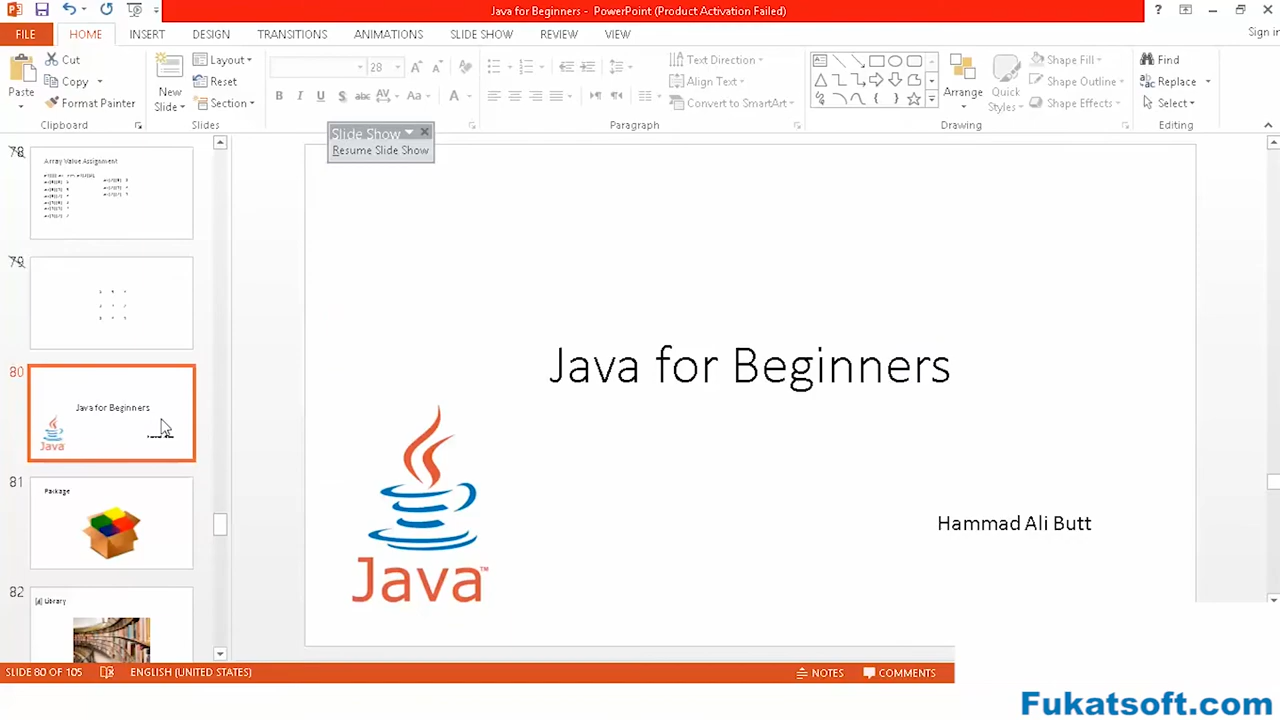 Java for Beginners - PowerPoint (Product Activation Failed)
FILE HOME INSERT DESIGN TRANSITIONS ANIMATIONS SLIDE SHOW REVIEW VIEW
Sign in
Paste
Cut
Copy
Format Painter
Clipboard
New Slide
Layout
Reset
Section
Slides
28
B I U S abc AV Aa A
Text Direction
Align Text
Convert to SmartArt
Paragraph
Arrange
Quick Styles
Shape Fill
Shape Outline
Shape Effects
Drawing
Find
Replace
Select
Editing
Slide Show
Resume Slide Show
78
Array Value Assignment
79
80
Java for Beginners
Java
81
Package
82
Library
Java for Beginners
Hammad Ali Butt
Java™
SLIDE 80 OF 105
ENGLISH (UNITED STATES)
NOTES
COMMENTS
Fukatsoft.com